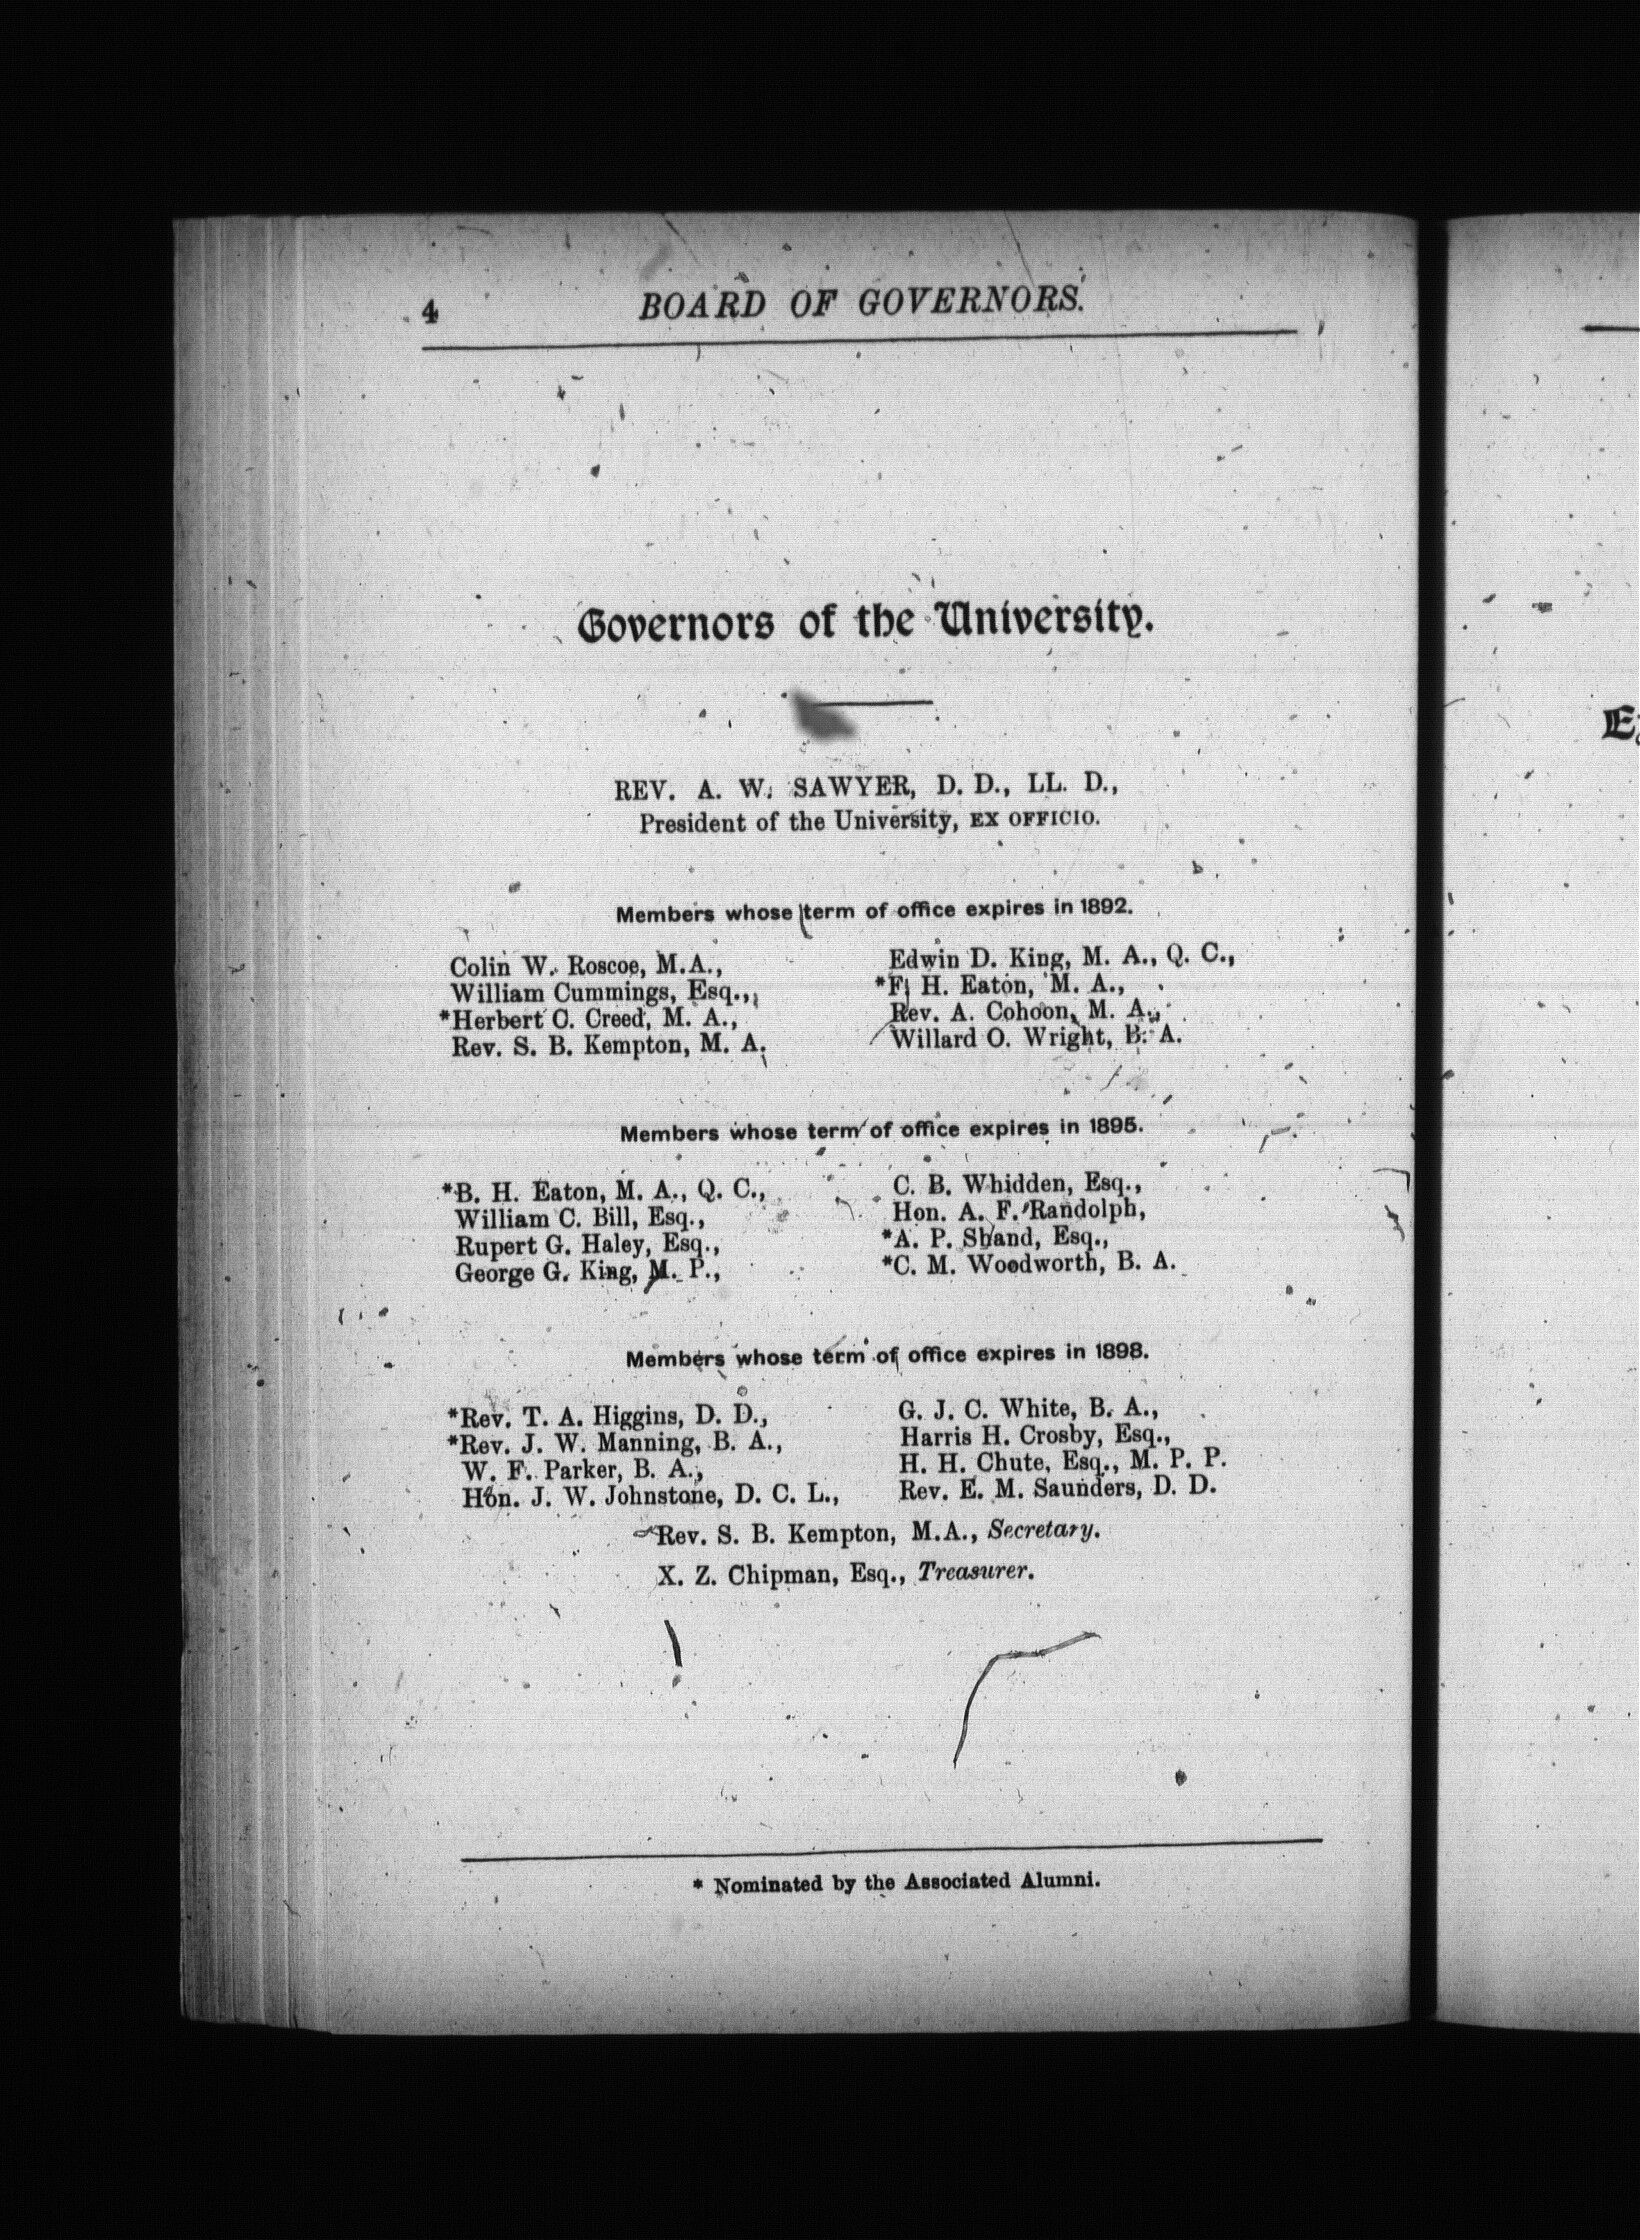 4 BOARD OF GOVERNORS.
Governors of the University.
REV. A. W. SAWYER, D. D., LL. D.,
President of the University, EX OFFICIO.
Members whose term of office expires in 1892.
Colin W. Roscoe, M.A.,
William Cummings, Esq.,
*Herbert C. Creed, M. A.,
Rev. S. B. Kempton, M. A.
Edwin D. King, M. A., Q. C.,
*F. H. Eaton, M. A.,
Rev. A. Cohoon, M. A.,
Willard O. Wright, B. A.
Members whose term of office expires in 1895.
*B. H. Eaton, M. A., Q. C.,
William C. Bill, Esq.,
Rupert G. Haley, Esq.,
George G. King, M. P.,
C. B. Whidden, Esq.,
Hon. A. F. Randolph,
*A. P. Shand, Esq.,
*C. M. Woodworth, B. A.
Members whose term of office expires in 1898.
*Rev. T. A. Higgins, D. D.,
*Rev. J. W. Manning, B. A.,
W. F. Parker, B. A.,
Hon. J. W. Johnstone, D. C. L.,
G. J. C. White, B. A.,
Harris H. Crosby, Esq.,
H. H. Chute, Esq., M. P. P.
Rev. E. M. Saunders, D. D.
Rev. S. B. Kempton, M.A., Secretary.
X. Z. Chipman, Esq., Treasurer.
* Nominated by the Associated Alumni.